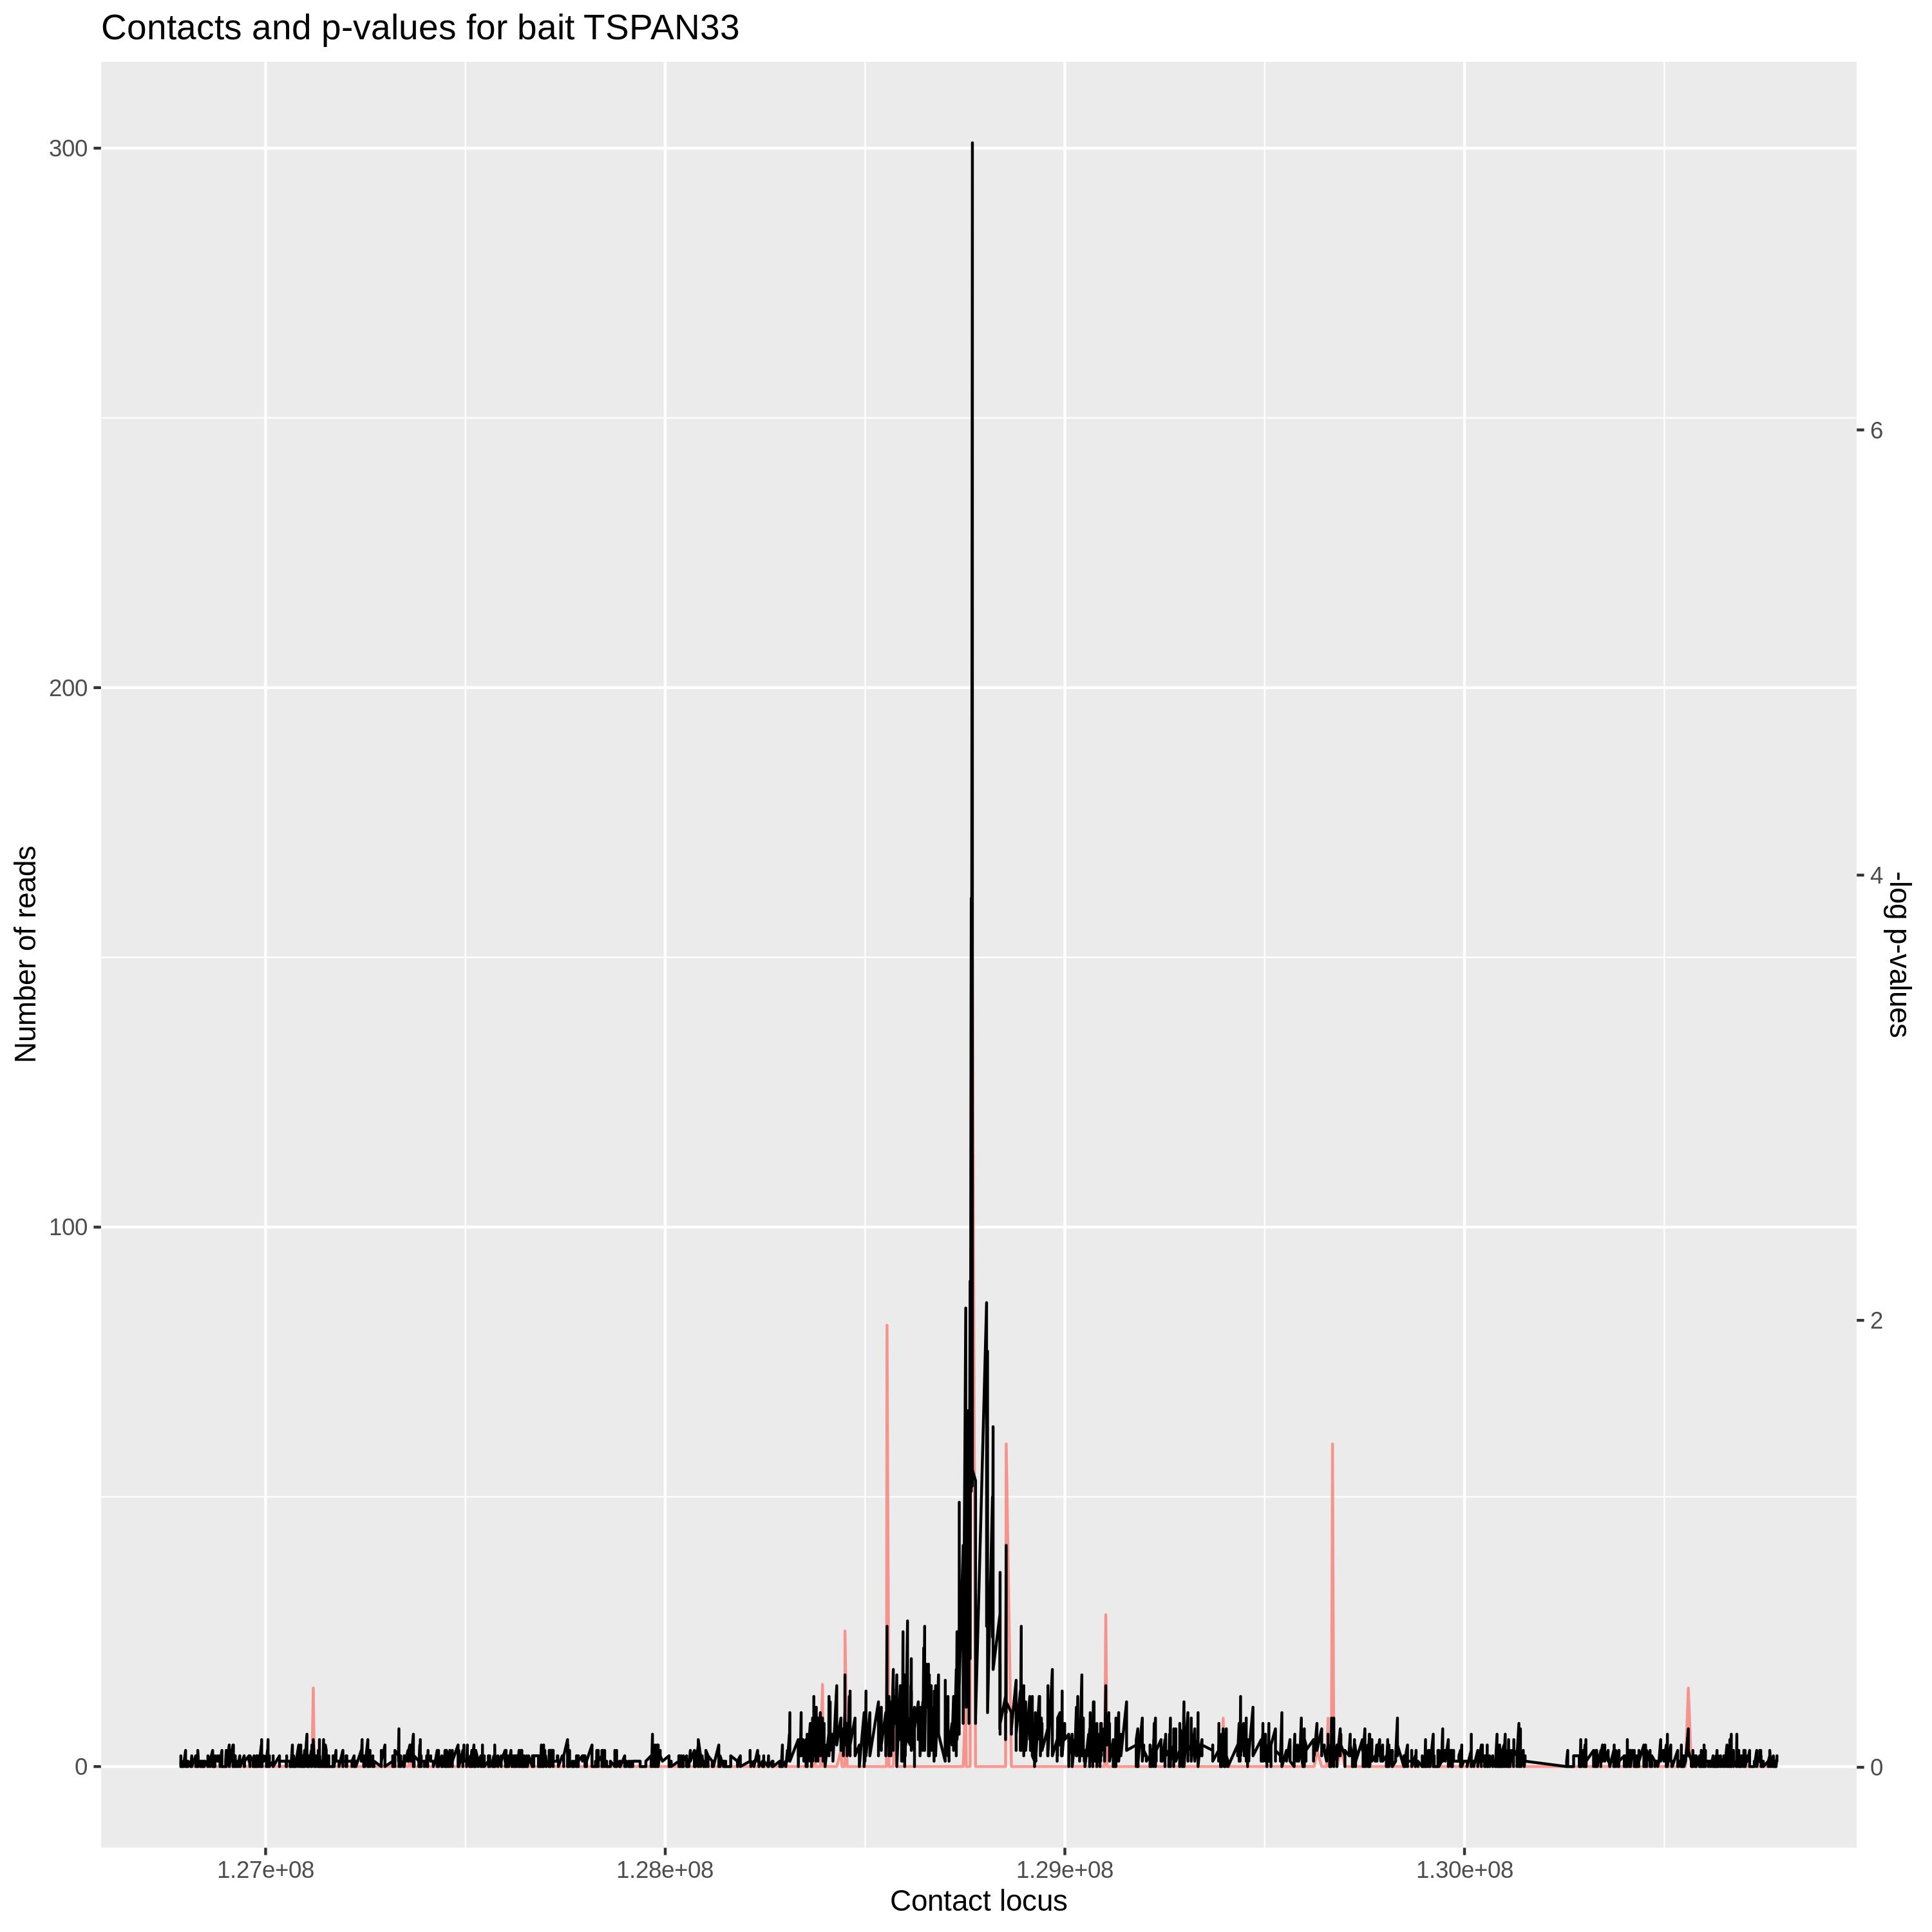 Contacts and p-values for bait TSPAN33
300
200
100
0
Number of reads
6
4
2
0
-log p-values
1.27e+08
1.28e+08
1.29e+08
1.30e+08
Contact locus